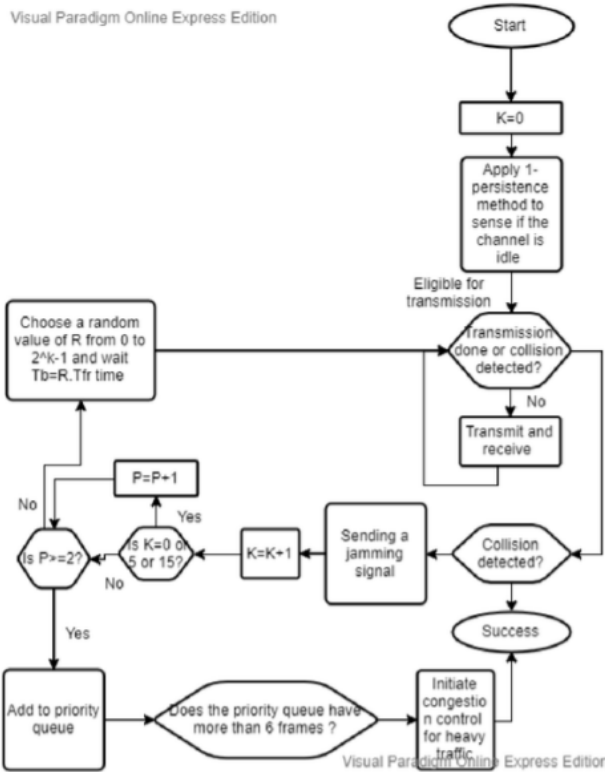 Visual Paradigm Online Express Edition
Start
K=0
Apply 1-
persistence
method to
sense if the
channel is
idle
Eligible for
transmission
Transmission
done or collision
detected?
No
Transmit and
receive
Choose a random
value of R from 0 to
2^k-1 and wait
Tb=R.Tfr time
No
P=P+1
Yes
Is P>=2?
Is K=0 or
5 or 15?
No
K=K+1
Sending a
jamming
signal
Collision
detected?
Success
Yes
Add to priority
queue
Does the priority queue have
more than 6 frames ?
Initiate
congestio
n control
for heavy
traffic
Visual Paradigm Online Express Edition